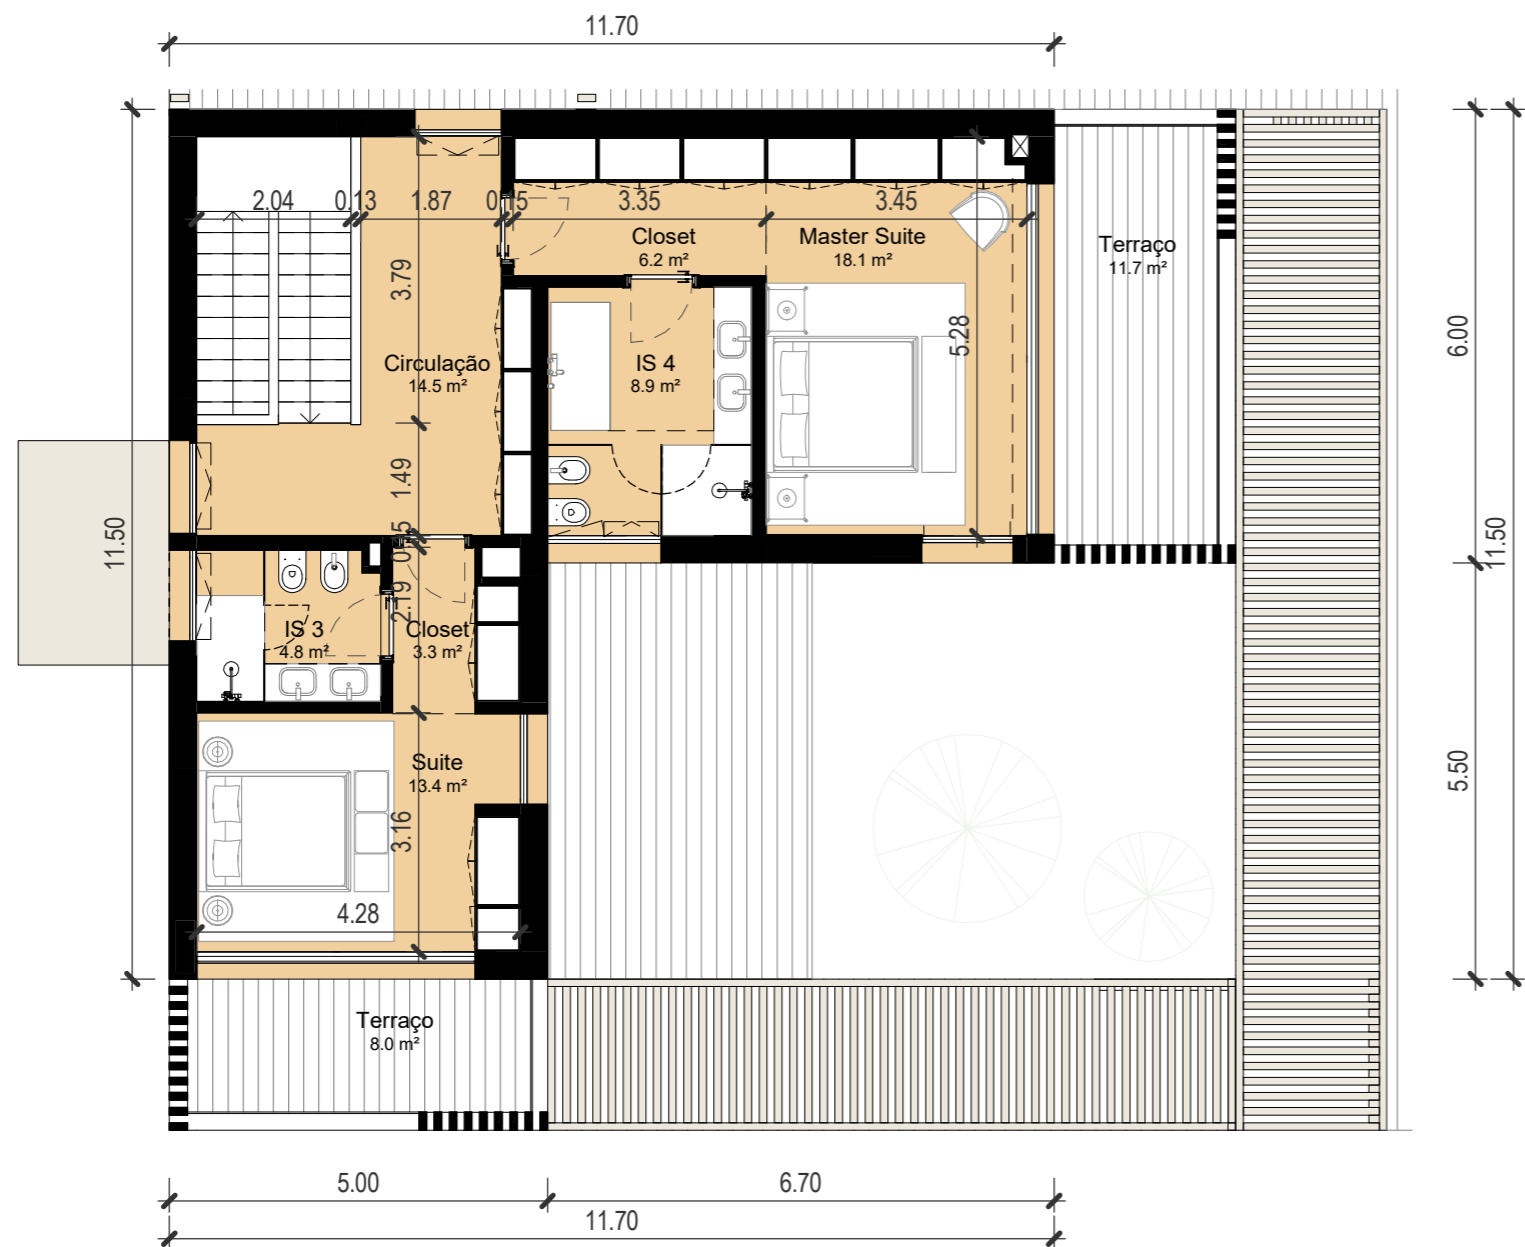 11.70
2.04
0.13
1.87
0.15
3.35
3.45
Closet
6.2 m²
Master Suite
18.1 m²
Terraço
11.7 m²
3.79
5.28
6.00
Circulação
14.5 m²
IS 4
8.9 m²
1.49
11.50
11.50
2.19
IS 3
4.8 m²
Closet
3.3 m²
Suite
13.4 m²
5.50
3.16
4.28
Terraço
8.0 m²
5.00
6.70
11.70